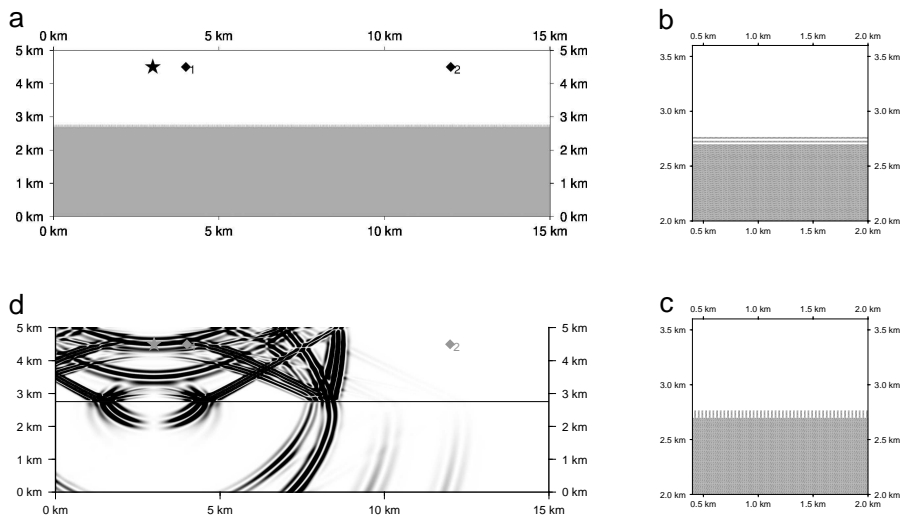 a
0 km 5 km 10 km 15 km
5 km 5 km
1 2
4 km 4 km
3 km 3 km
2 km 2 km
1 km 1 km
0 km 0 km
0 km 5 km 10 km 15 km
b
0.5 km 1.0 km 1.5 km 2.0 km
3.5 km 3.5 km
3.0 km 3.0 km
2.5 km 2.5 km
2.0 km 2.0 km
0.5 km 1.0 km 1.5 km 2.0 km
d
5 km 5 km
2
4 km 4 km
3 km 3 km
2 km 2 km
1 km 1 km
0 km 0 km
0 km 5 km 10 km 15 km
c
0.5 km 1.0 km 1.5 km 2.0 km
3.5 km 3.5 km
3.0 km 3.0 km
2.5 km 2.5 km
2.0 km 2.0 km
0.5 km 1.0 km 1.5 km 2.0 km